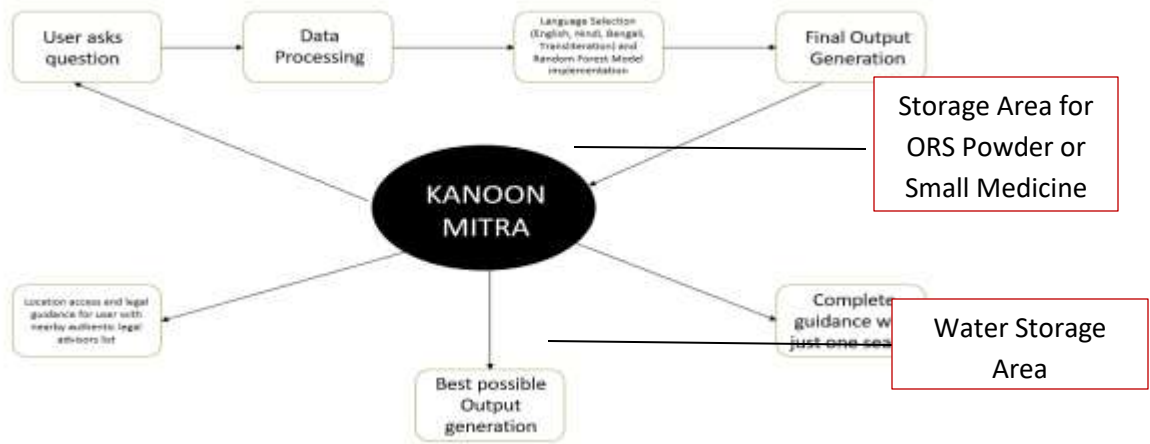 User asks
question
Data
Processing
Language Selection
(English, Hindi, Bengali,
Transliteration) and
Random Forest Model
implementation
Final Output
Generation
Storage Area for
ORS Powder or
Small Medicine
KANOON
MITRA
Location access and legal
guidance for user with
nearby authentic legal
advisors list
Complete
guidance
just one
Water Storage
Area
Best possible
Output
generation